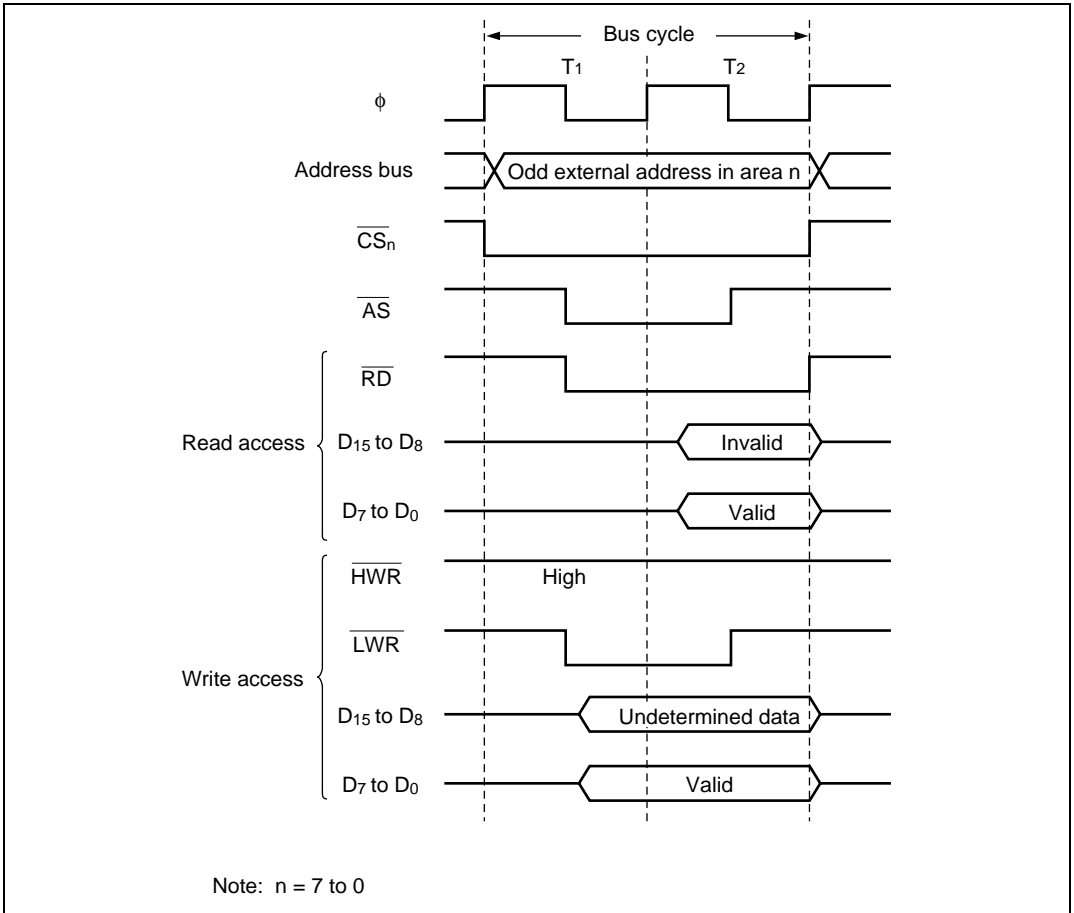 Bus cycle
T1 T2
ϕ
Address bus Odd external address in area n
CSn
AS
RD
Read access D15 to D8 Invalid
D7 to D0 Valid
HWR High
LWR
Write access
D15 to D8 Undetermined data
D7 to D0 Valid
Note: n = 7 to 0